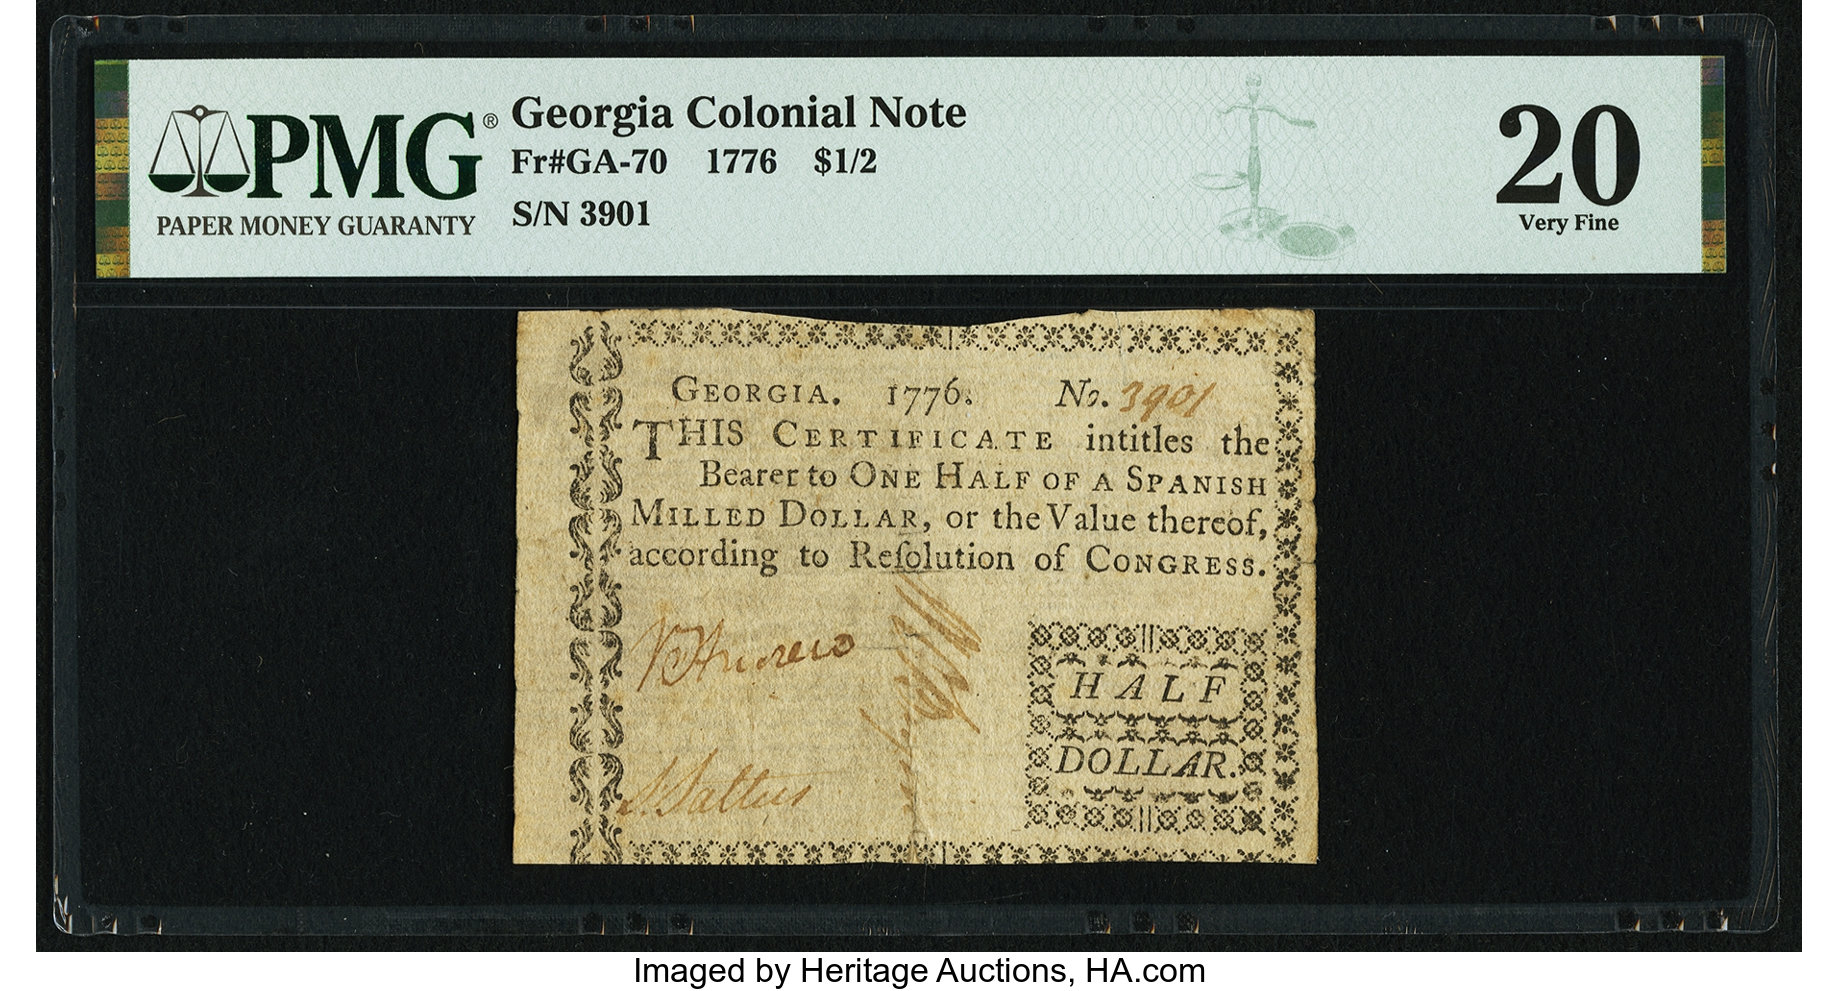 PMG® Georgia Colonial Note
Fr#GA-70 1776 $1/2
S/N 3901
PAPER MONEY GUARANTY
20
Very Fine
GEORGIA. 1776. No. 3901
THIS CERTIFICATE intitles the
Bearer to ONE HALF OF A SPANISH
MILLED DOLLAR, or the Value thereof,
according to Reſolution of CONGRESS.
HALF
DOLLAR.
Imaged by Heritage Auctions, HA.com